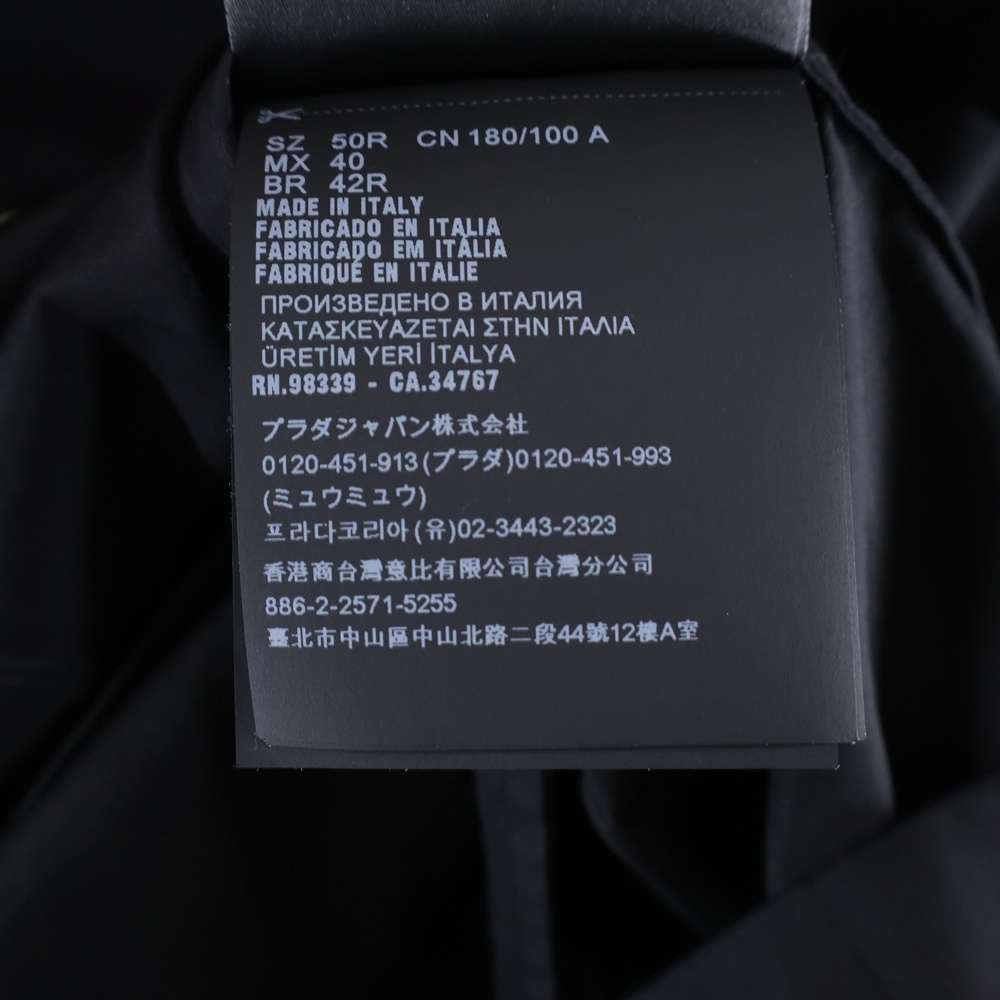 SZ 50R CN 180/100 A
MX 40
BR 42R
MADE IN ITALY
FABRICADO EN ITALIA
FABRICADO EM ITÁLIA
FABRIQUÉ EN ITALIE
ПРОИЗВЕДЕНО В ИТАЛИЯ
ΚΑΤΑΣΚΕΥΑΖΕΤΑΙ ΣΤΗΝ ΙΤΑΛΙΑ
ÜRETİM YERİ İTALYA
RN.98339 - CA.34767
プラダジャパン株式会社
0120-451-913(プラダ)0120-451-993
(ミュウミュウ)
프라다코리아(유)02-3443-2323
香港商台灣意比有限公司台灣分公司
886-2-2571-5255
臺北市中山區中山北路二段44號12樓A室